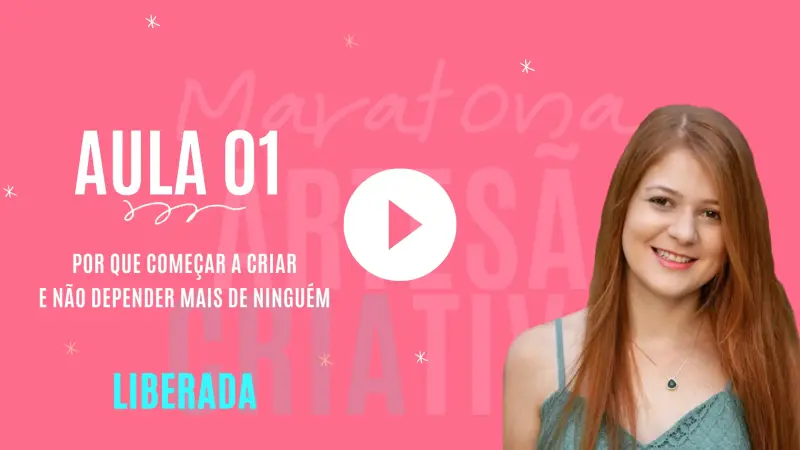 Maratona
ARTESÃ
CRIATIV
AULA 01
POR QUE COMEÇAR A CRIAR
E NÃO DEPENDER MAIS DE NINGUÉM
LIBERADA